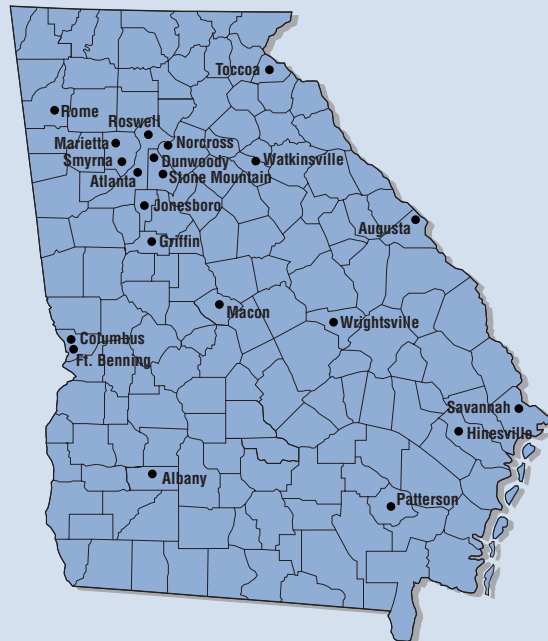 Toccoa
Rome
Roswell
Marietta
Norcross
Smyrna
Dunwoody
Watkinsville
Atlanta
Stone Mountain
Jonesboro
Augusta
Griffin
Macon
Wrightsville
Columbus
Ft. Benning
Savannah
Hinesville
Albany
Patterson